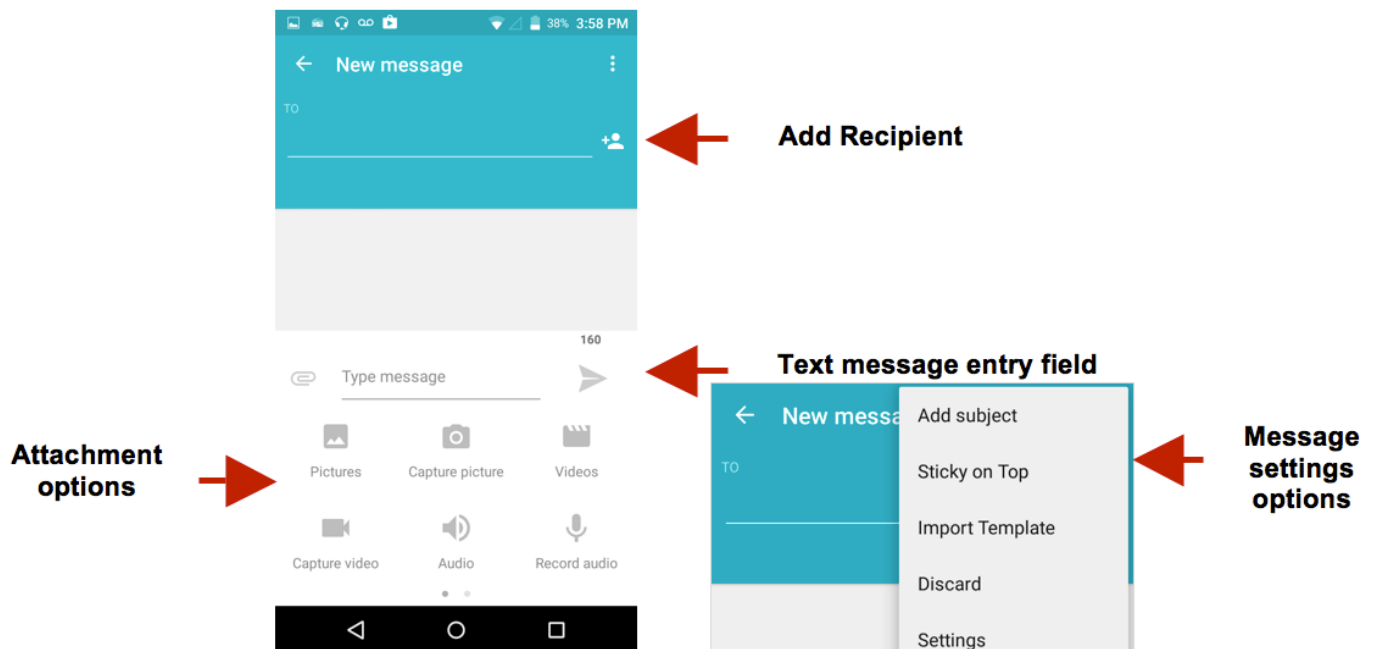 38% 3:58 PM
New message
TO
Add Recipient
160
Type message
Text message entry field
Pictures
Capture picture
Videos
Attachment
options
Capture video
Audio
Record audio
New messa
TO
Add subject
Sticky on Top
Import Template
Discard
Settings
Message
settings
options